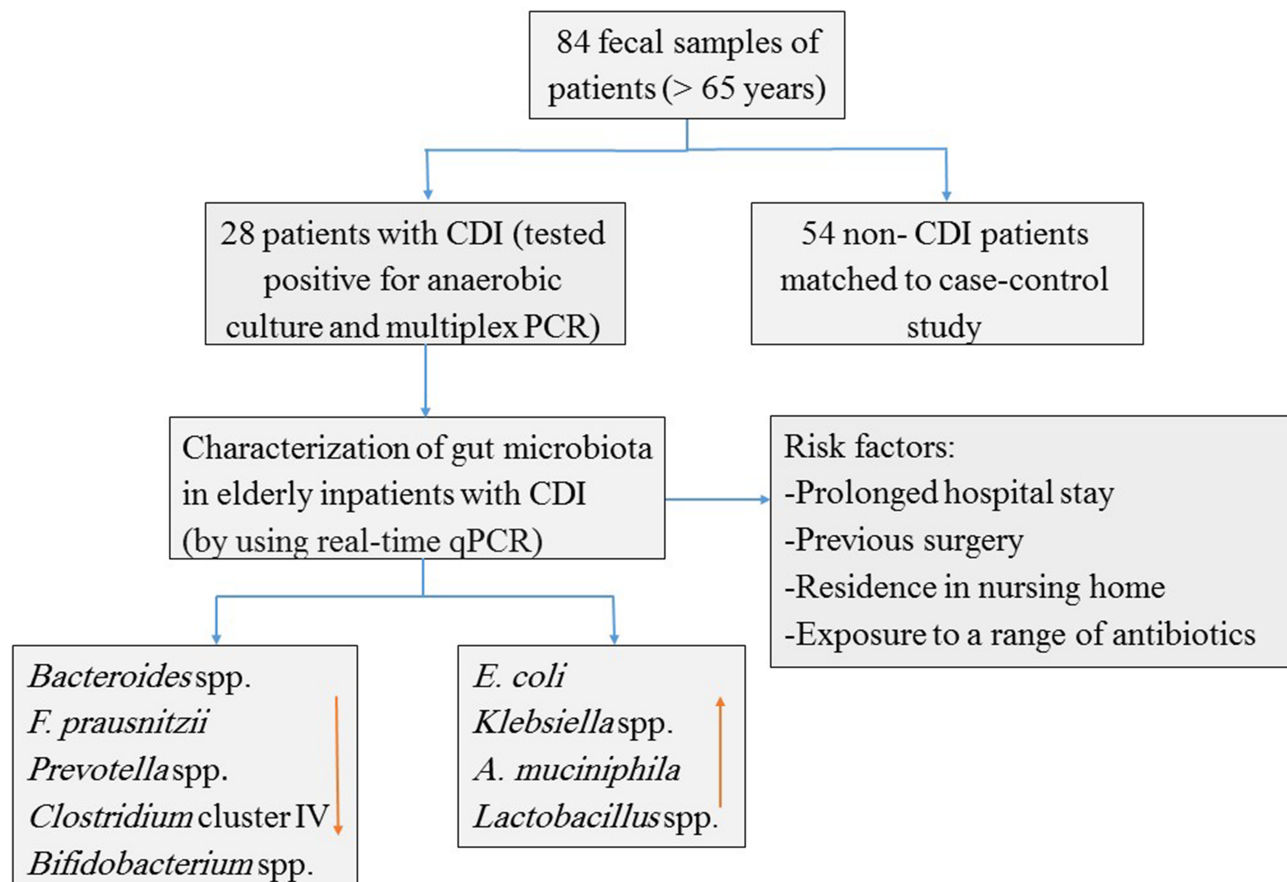 84 fecal samples of
patients (> 65 years)
28 patients with CDI (tested
positive for anaerobic
culture and multiplex PCR)
54 non- CDI patients
matched to case-control
study
Characterization of gut microbiota
in elderly inpatients with CDI
(by using real-time qPCR)
Risk factors:
-Prolonged hospital stay
-Previous surgery
-Residence in nursing home
-Exposure to a range of antibiotics
Bacteroides spp.
F. prausnitzii
Prevotella spp.
Clostridium cluster IV
Bifidobacterium spp.
E. coli
Klebsiella spp.
A. muciniphila
Lactobacillus spp.